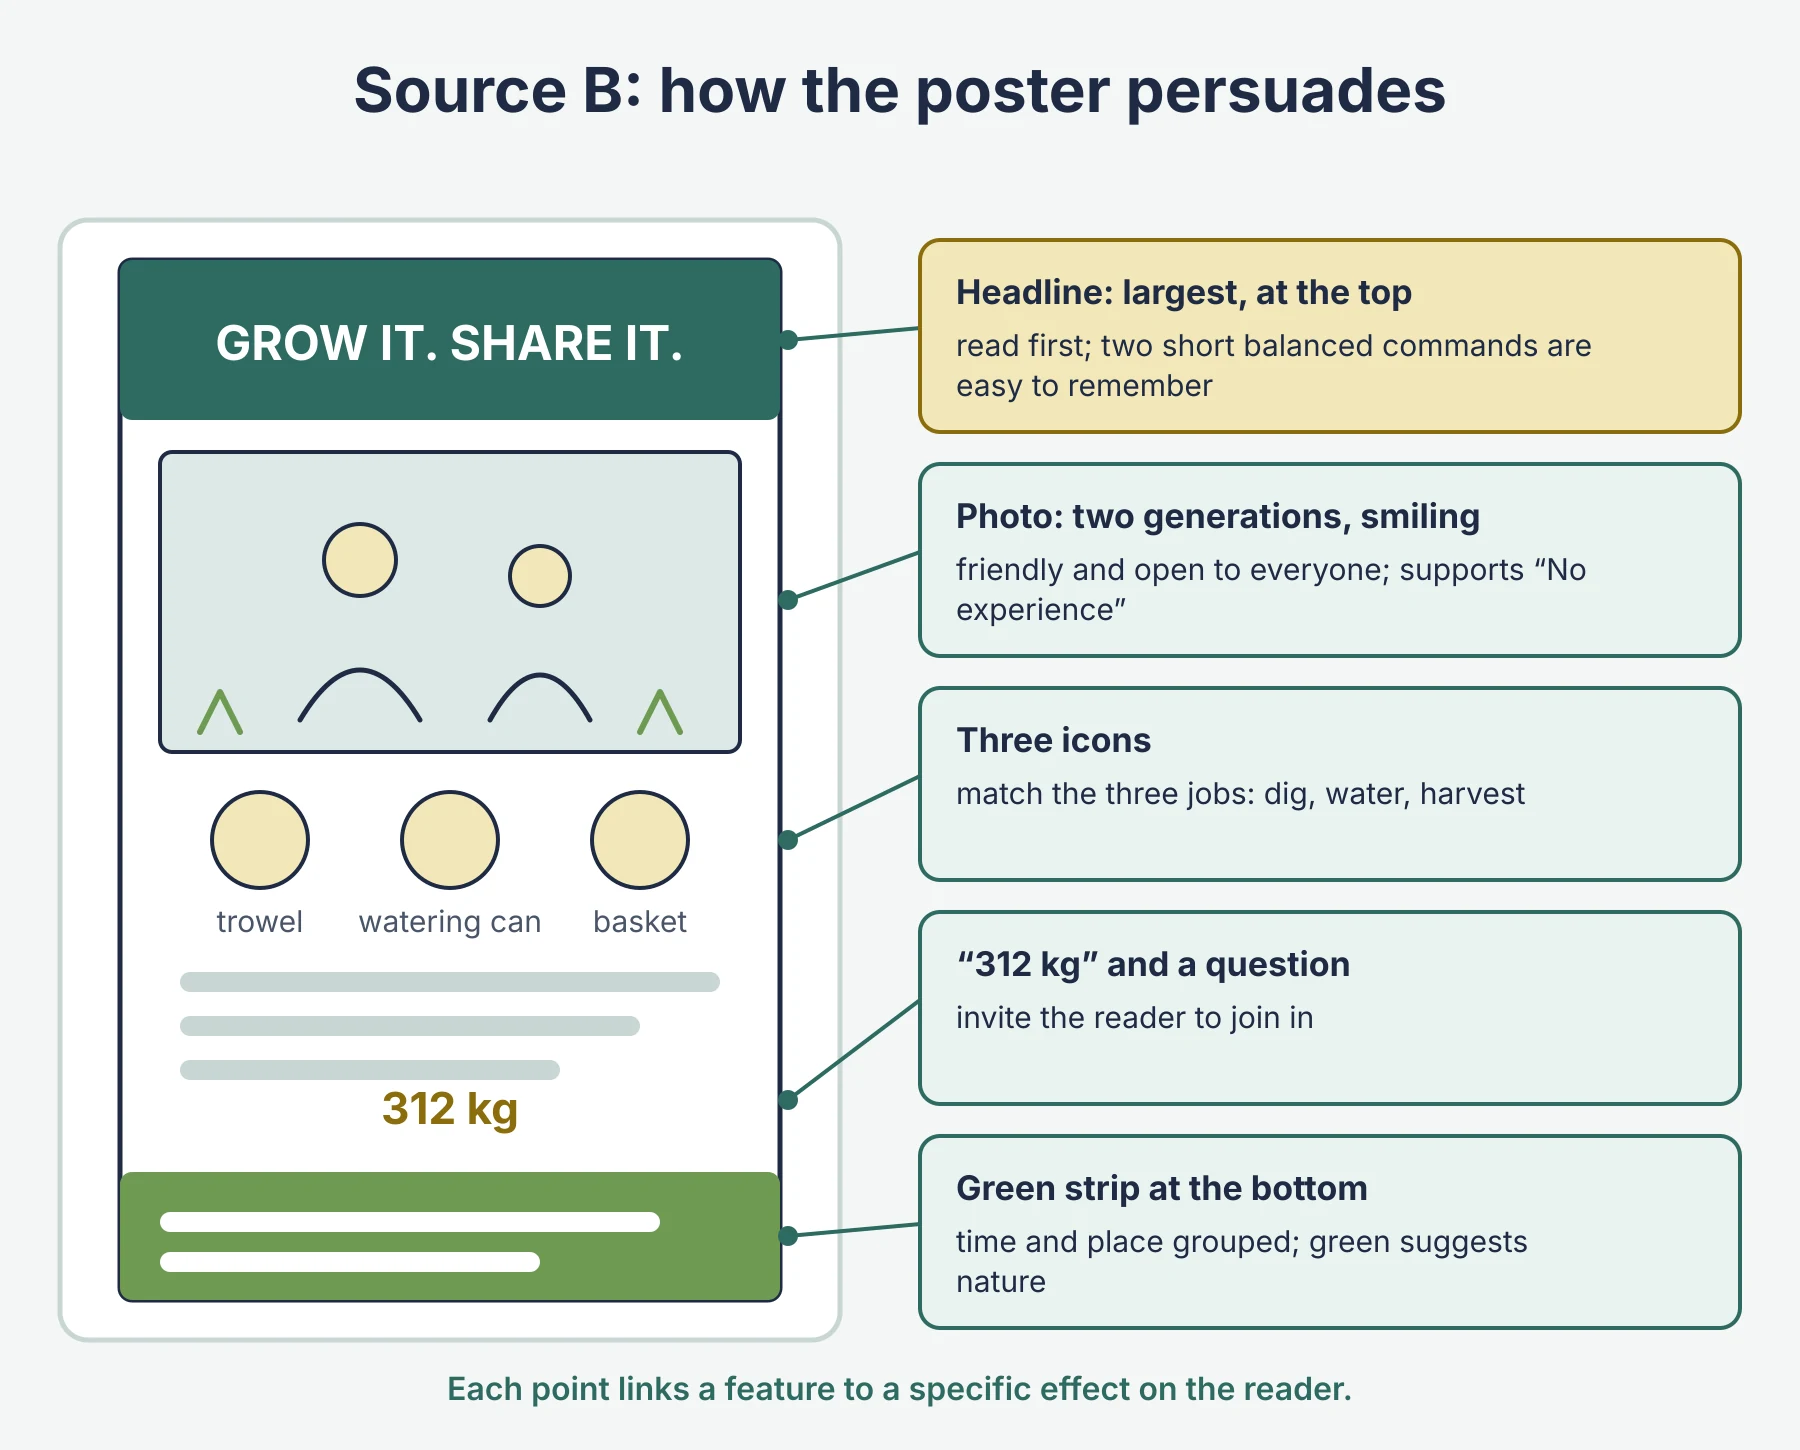 Source B: how the poster persuades
GROW IT. SHARE IT.
trowel
watering can
basket
312 kg
Headline: largest, at the top
read first; two short balanced commands are
easy to remember
Photo: two generations, smiling
friendly and open to everyone; supports “No
experience”
Three icons
match the three jobs: dig, water, harvest
“312 kg” and a question
invite the reader to join in
Green strip at the bottom
time and place grouped; green suggests
nature
Each point links a feature to a specific effect on the reader.